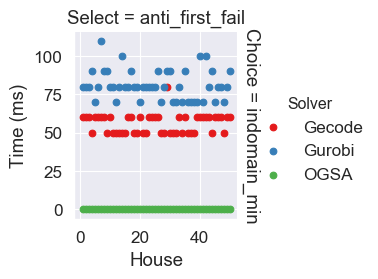 Select = anti_first_fail
Choice = indomain_min
Time (ms)
100
75
50
25
0
0
20
40
House
Solver
Gecode
Gurobi
OGSA